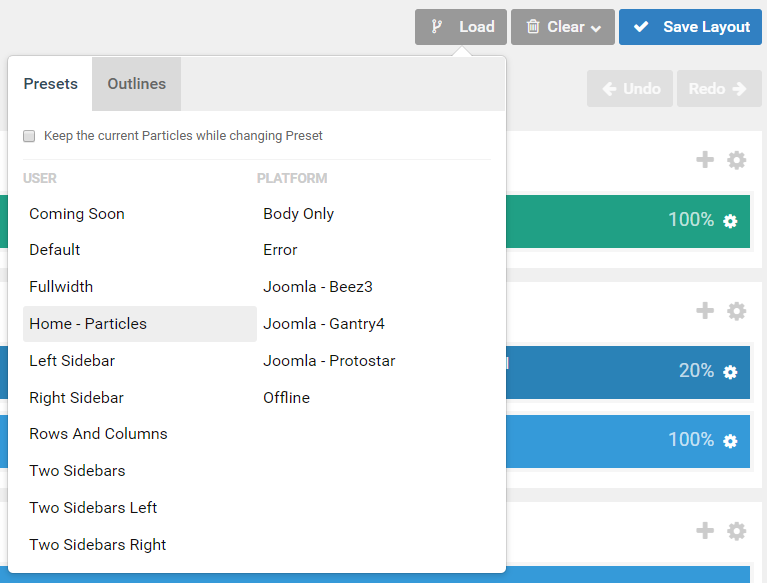 Load
Clear
Save Layout
Presets
Outlines
Undo
Redo
Keep the current Particles while changing Preset
USER
PLATFORM
Coming Soon
Body Only
100%
Default
Error
Fullwidth
Joomla - Beez3
Home - Particles
Joomla - Gantry4
Left Sidebar
Joomla - Protostar
20%
Right Sidebar
Offline
Rows And Columns
100%
Two Sidebars
Two Sidebars Left
Two Sidebars Right